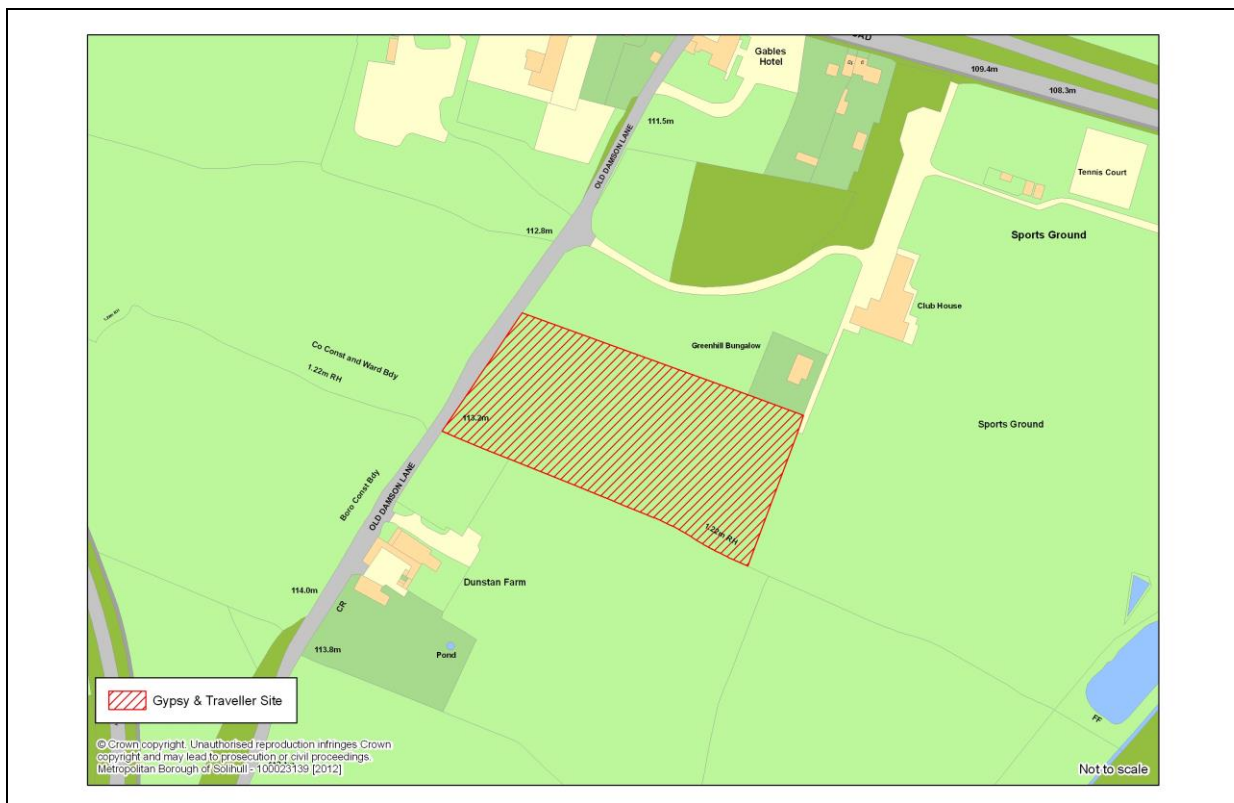 OAD
Gables
Hotel
109.4m
108.3m
111.5m
OLD DAMSON LANE
Tennis Court
112.8m
Sports Ground
Club House
Greenhill Bungalow
Co Const and Ward Bdy
1.22m RH
113.2m
Sports Ground
Boro Const Bdy
OLD DAMSON LANE
1.22m RH
Dunstan Farm
114.0m
CR
113.8m
Pond
FF
Gypsy & Traveller Site
© Crown copyright. Unauthorised reproduction infringes Crown
copyright and may lead to prosecution or civil proceedings.
Metropolitan Borough of Solihull - 100023139 [2012]
Not to scale